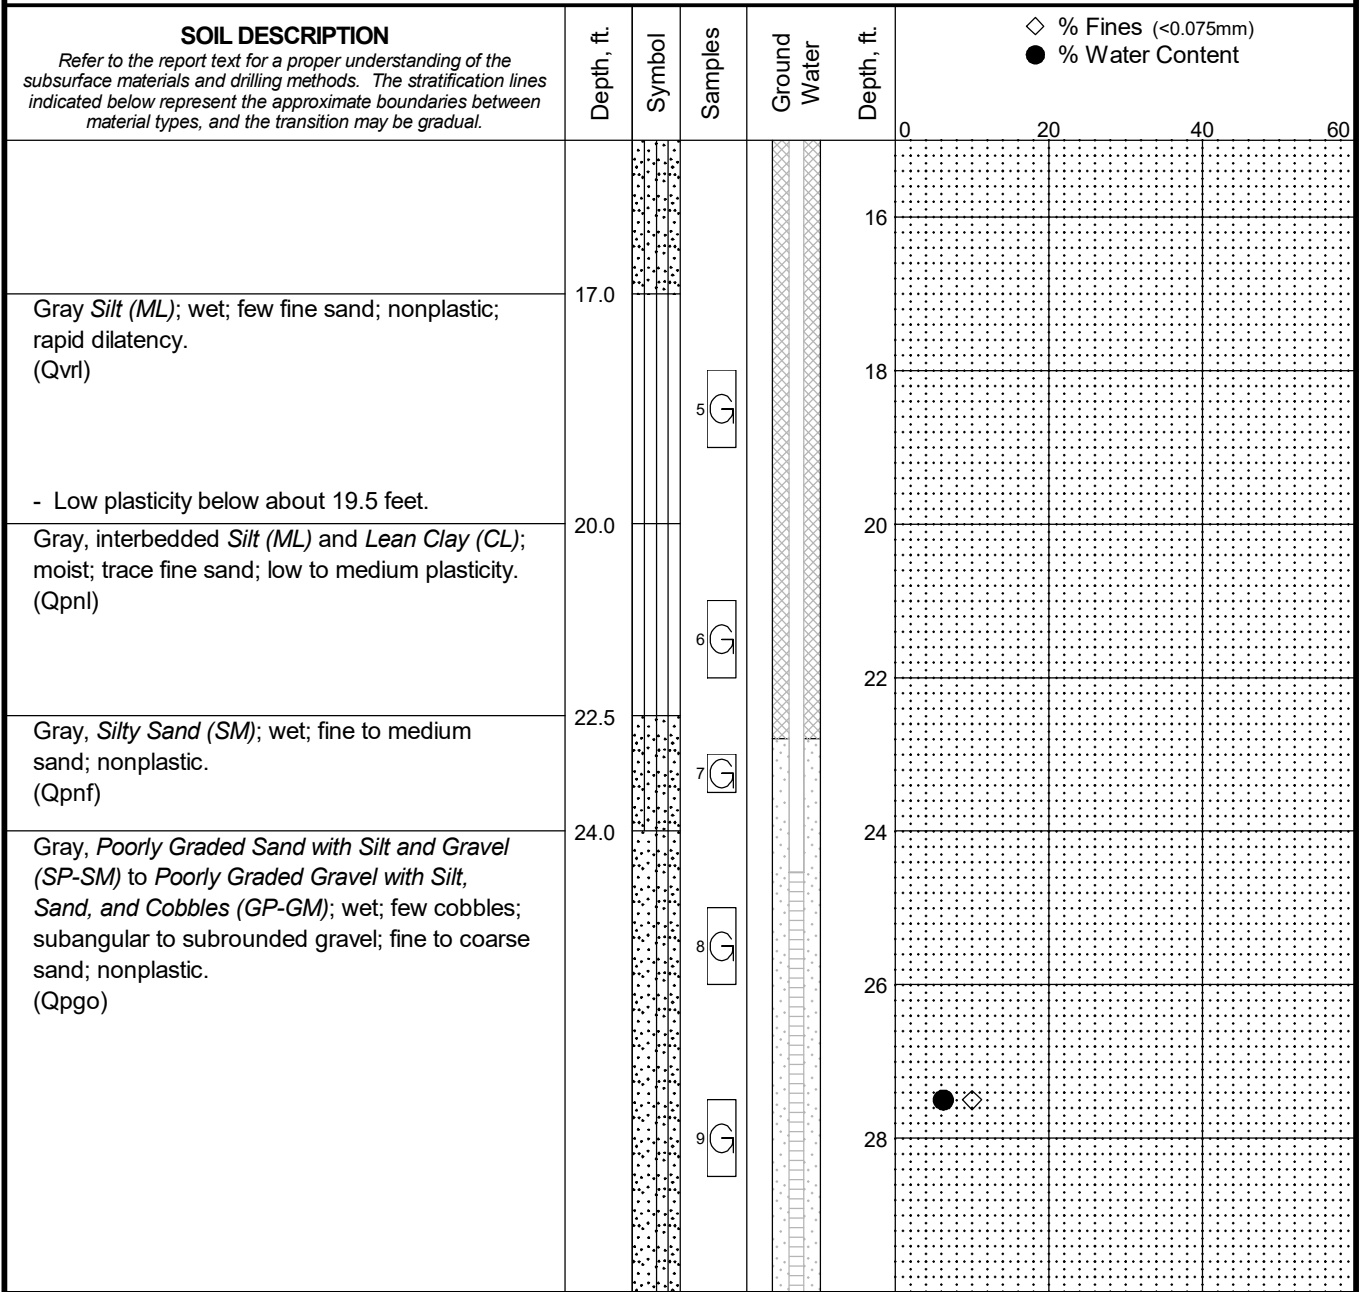 SOIL DESCRIPTION
Refer to the report text for a proper understanding of the
subsurface materials and drilling methods. The stratification lines
indicated below represent the approximate boundaries between
material types, and the transition may be gradual.
Depth, ft.
Symbol
Samples
Ground
Water
Depth, ft.
% Fines (<0.075mm)
% Water Content
0 20 40 60
16
17.0
Gray Silt (ML); wet; few fine sand; nonplastic;
rapid dilatency.
(Qvrl)
18
5 G
- Low plasticity below about 19.5 feet.
20.0
20
Gray, interbedded Silt (ML) and Lean Clay (CL);
moist; trace fine sand; low to medium plasticity.
(Qpnl)
6 G
22
22.5
Gray, Silty Sand (SM); wet; fine to medium
sand; nonplastic.
(Qpnf)
7 G
24.0
24
Gray, Poorly Graded Sand with Silt and Gravel
(SP-SM) to Poorly Graded Gravel with Silt,
Sand, and Cobbles (GP-GM); wet; few cobbles;
subangular to subrounded gravel; fine to coarse
sand; nonplastic.
(Qpgo)
8 G
26
9 G
28